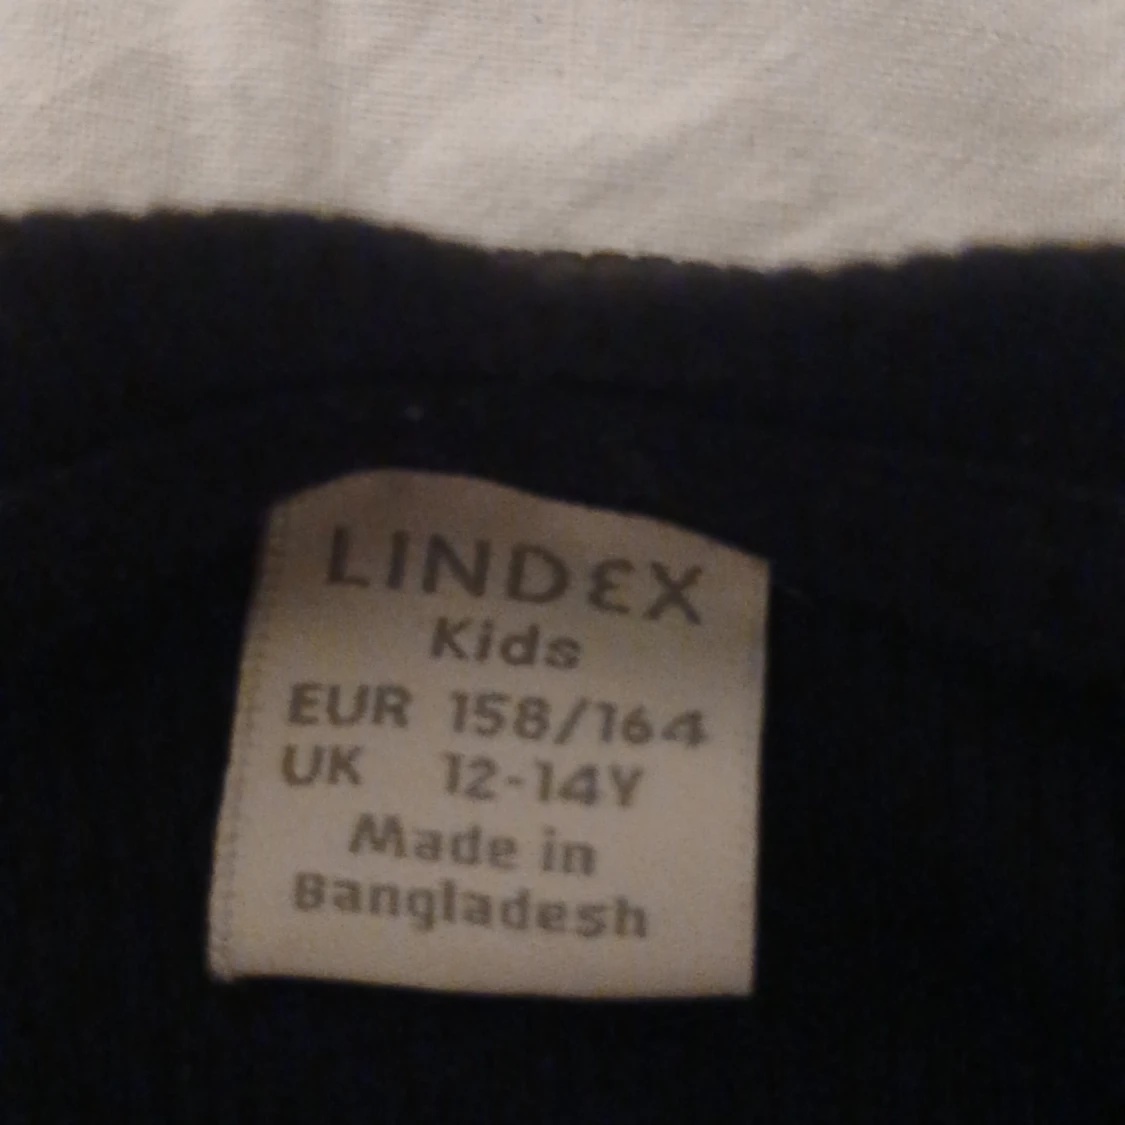 LINDEX
Kids
EUR 158/164
UK 12-14Y
Made in
Bangladesh